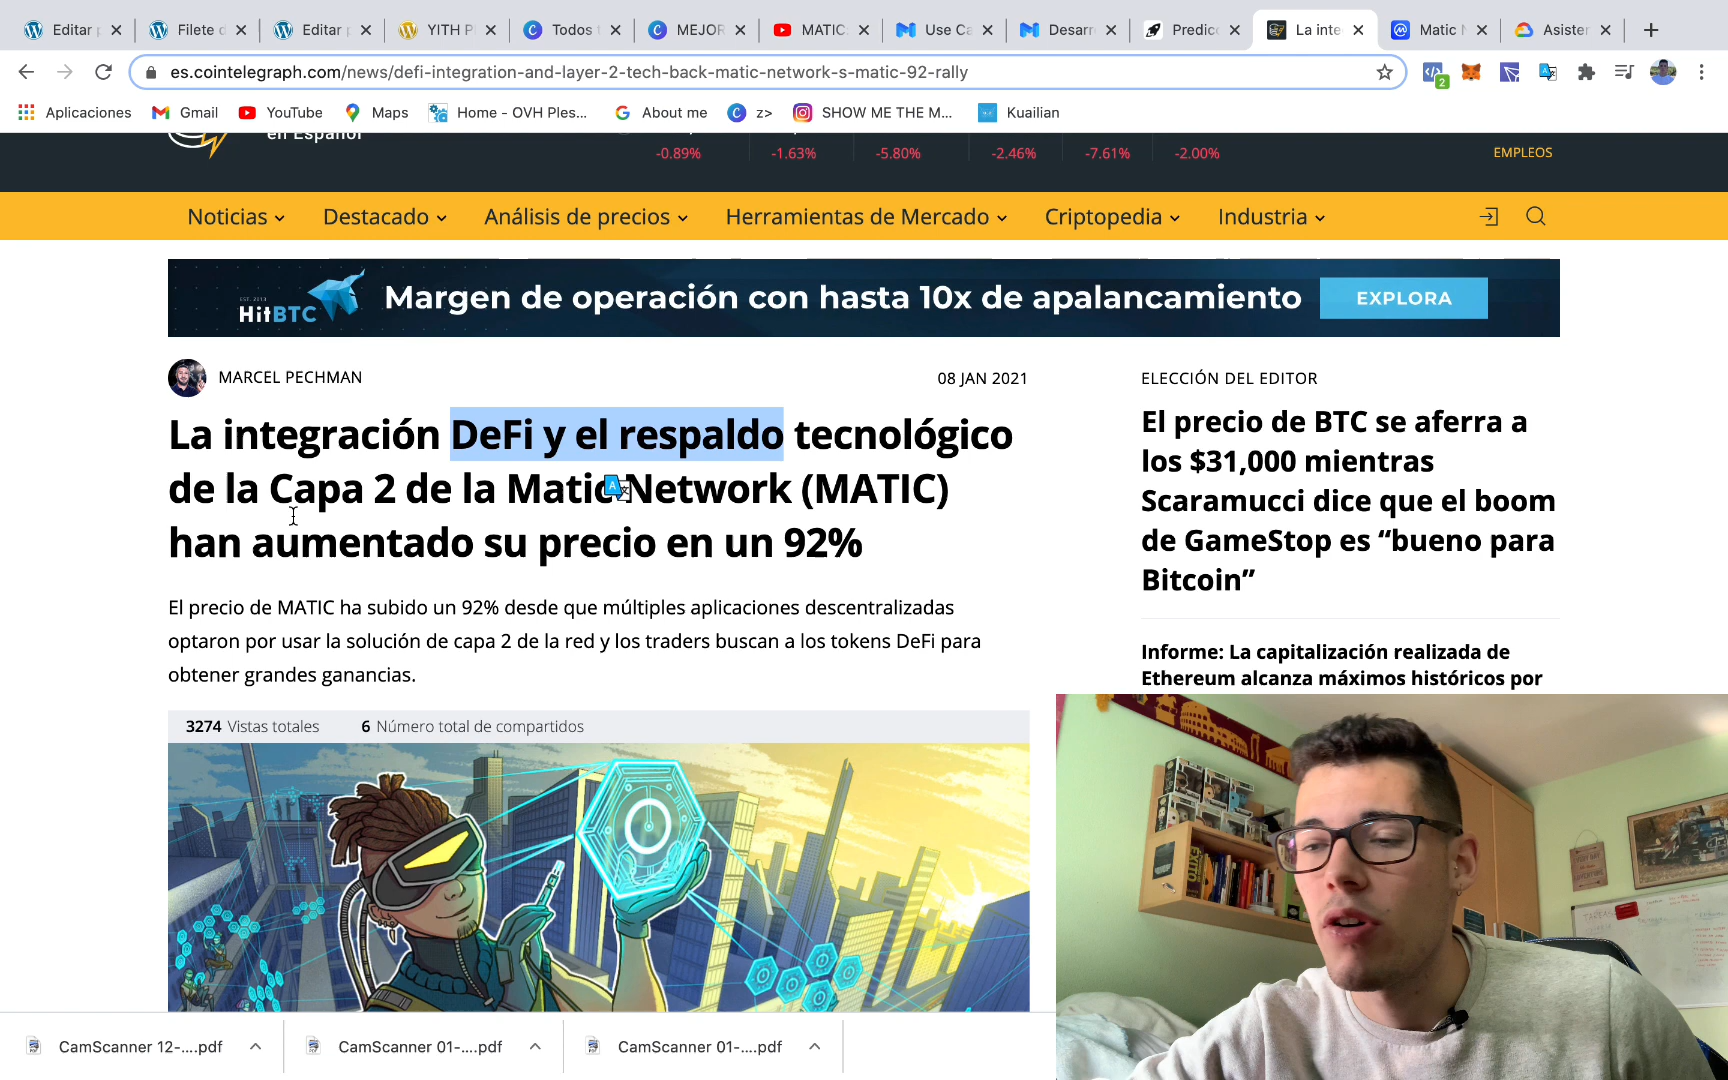 Editar p
Filete d
Editar p
YITH P
Todos t
MEJOR
MATIC:
Use Ca
Desarr
Predicc
La inte
Matic N
Asisten
es.cointelegraph.com/news/defi-integration-and-layer-2-tech-back-matic-network-s-matic-92-rally
2
Aplicaciones
Gmail
YouTube
Maps
Home - OVH Ples...
About me
z>
SHOW ME THE M...
Kuailian
en Español
-0.89%
-1.63%
-5.80%
-2.46%
-7.61%
-2.00%
EMPLEOS
Noticias
Destacado
Análisis de precios
Herramientas de Mercado
Criptopedia
Industria
HitBTC
Margen de operación con hasta 10x de apalancamiento
EXPLORA
MARCEL PECHMAN
08 JAN 2021
La integración DeFi y el respaldo tecnológico
de la Capa 2 de la Matic Network (MATIC)
han aumentado su precio en un 92%
El precio de MATIC ha subido un 92% desde que múltiples aplicaciones descentralizadas
optaron por usar la solución de capa 2 de la red y los traders buscan a los tokens DeFi para
obtener grandes ganancias.
3274 Vistas totales
6 Número total de compartidos
ELECCIÓN DEL EDITOR
El precio de BTC se aferra a
los $31,000 mientras
Scaramucci dice que el boom
de GameStop es “bueno para
Bitcoin”
Informe: La capitalización realizada de
Ethereum alcanza máximos históricos por
CamScanner 12-....pdf
CamScanner 01-....pdf
CamScanner 01-....pdf